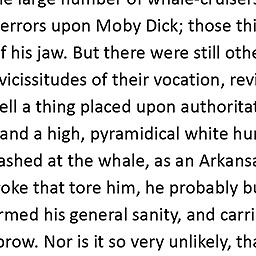 e large number of whale-cruisers
errors upon Moby Dick; those thi
f his jaw. But there were still othe
vicissitudes of their vocation, revi
ell a thing placed upon authoritat
and a high, pyramidical white hu
ashed at the whale, as an Arkansa
oke that tore him, he probably bu
rmed his general sanity, and carri
brow. Nor is it so very unlikely, tha